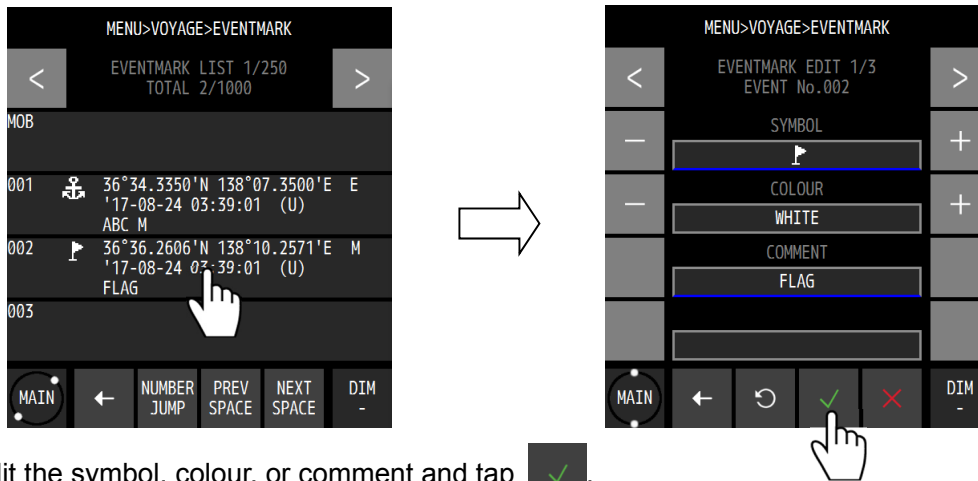 MENU>VOYAGE>EVENTMARK
<
EVENTMARK LIST 1/250
TOTAL 2/1000
>
MOB
001 36°34.3350'N 138°07.3500'E E
'17-08-24 03:39:01 (U)
ABC M
002 36°36.2606'N 138°10.2571'E M
'17-08-24 03:39:01 (U)
FLAG
003
MAIN
←
NUMBER
JUMP
PREV
SPACE
NEXT
SPACE
DIM
-
MENU>VOYAGE>EVENTMARK
<
EVENTMARK EDIT 1/3
EVENT No.002
>
SYMBOL
− +
COLOUR
− WHITE +
COMMENT
FLAG
MAIN
←
DIM
-
it the symbol, colour, or comment and tap .